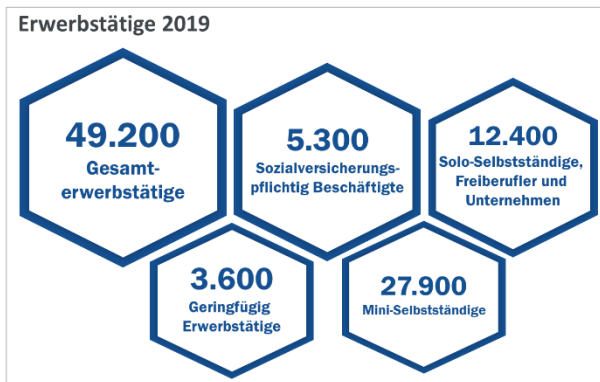 Erwerbstätige 2019
49.200
Gesamt-
erwerbstätige
5.300
Sozialversicherungs-
pflichtig Beschäftigte
12.400
Solo-Selbstständige,
Freiberufler und
Unternehmen
3.600
Geringfügig
Erwerbstätige
27.900
Mini-Selbstständige